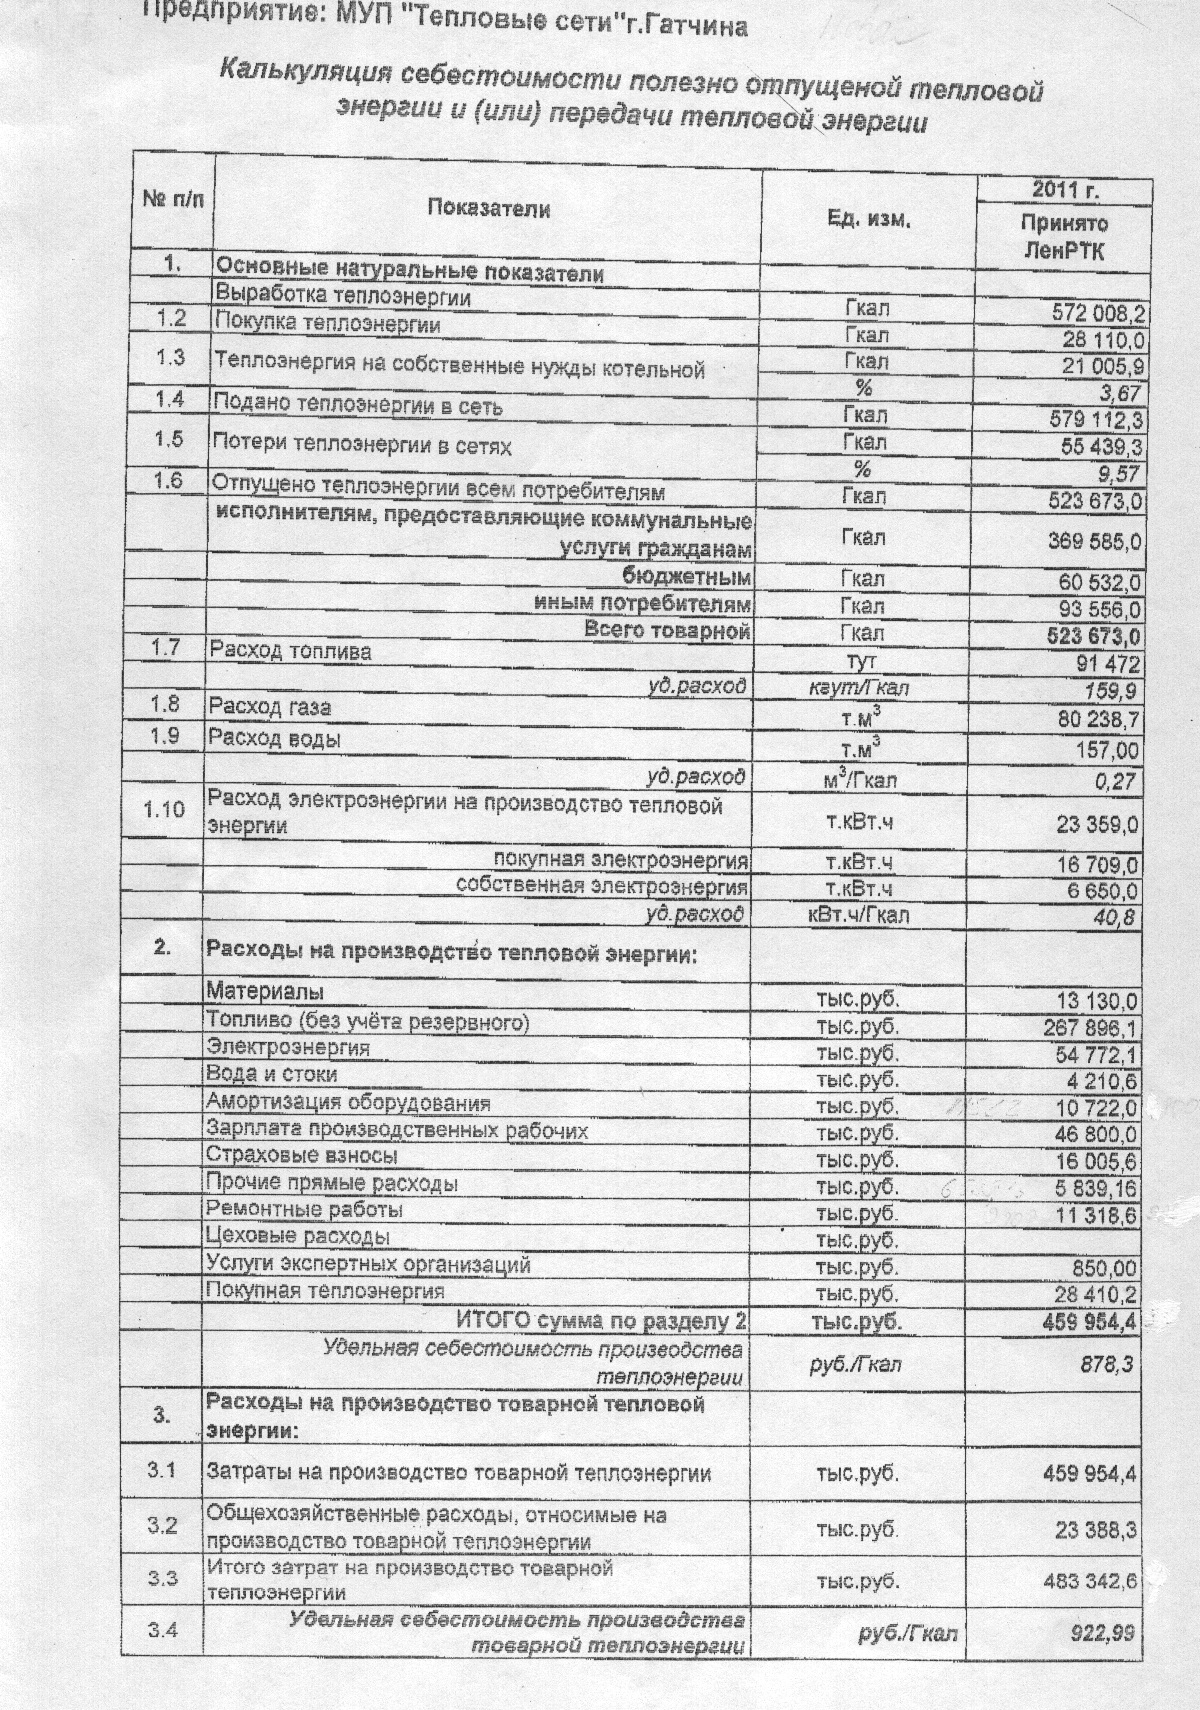 Предприятие: МУП "Тепловые сети"г.Гатчина
Калькуляция себестоимости полезно отпущеной тепловой
энергии и (или) передачи тепловой энергии
№ п/п Показатели Ед. изм. 2011 г.
Принято
ЛенРТК
1. Основные натуральные показатели
Выработка теплоэнергии Гкал 572 008,2
1.2 Покупка теплоэнергии Гкал 28 110,0
1.3 Теплоэнергия на собственные нужды котельной Гкал 21 005,9
% 3,67
1.4 Подано теплоэнергии в сеть Гкал 579 112,3
1.5 Потери теплоэнергии в сетях Гкал 55 439,3
% 9,57
1.6 Отпущено теплоэнергии всем потребителям Гкал 523 673,0
исполнителям, предоставляющие коммунальные
услуги гражданам Гкал 369 585,0
бюджетным Гкал 60 532,0
иным потребителям Гкал 93 556,0
Всего товарной Гкал 523 673,0
1.7 Расход топлива тут 91 472
уд.расход кгут/Гкал 159,9
1.8 Расход газа т.м³ 80 238,7
1.9 Расход воды т.м³ 157,00
уд.расход м³/Гкал 0,27
1.10 Расход электроэнергии на производство тепловой
энергии т.кВт.ч 23 359,0
покупная электроэнергия т.кВт.ч 16 709,0
собственная электроэнергия т.кВт.ч 6 650,0
уд.расход кВт.ч/Гкал 40,8
2. Расходы на производство тепловой энергии:
Материалы тыс.руб. 13 130,0
Топливо (без учёта резервного) тыс.руб. 267 896,1
Электроэнергия тыс.руб. 54 772,1
Вода и стоки тыс.руб. 4 210,6
Амортизация оборудования тыс.руб. 10 722,0
Зарплата производственных рабочих тыс.руб. 46 800,0
Страховые взносы тыс.руб. 16 005,6
Прочие прямые расходы тыс.руб. 5 839,16
Ремонтные работы тыс.руб. 11 318,6
Цеховые расходы тыс.руб.
Услуги экспертных организаций тыс.руб. 850,00
Покупная теплоэнергия тыс.руб. 28 410,2
ИТОГО сумма по разделу 2 тыс.руб. 459 954,4
Удельная себестоимость производства
теплоэнергии руб./Гкал 878,3
3. Расходы на производство товарной тепловой
энергии:
3.1 Затраты на производство товарной теплоэнергии тыс.руб. 459 954,4
3.2 Общехозяйственные расходы, относимые на
производство товарной теплоэнергии тыс.руб. 23 388,3
3.3 Итого затрат на производство товарной
теплоэнергии тыс.руб. 483 342,6
3.4 Удельная себестоимость производства
товарной теплоэнергии руб./Гкал 922,99